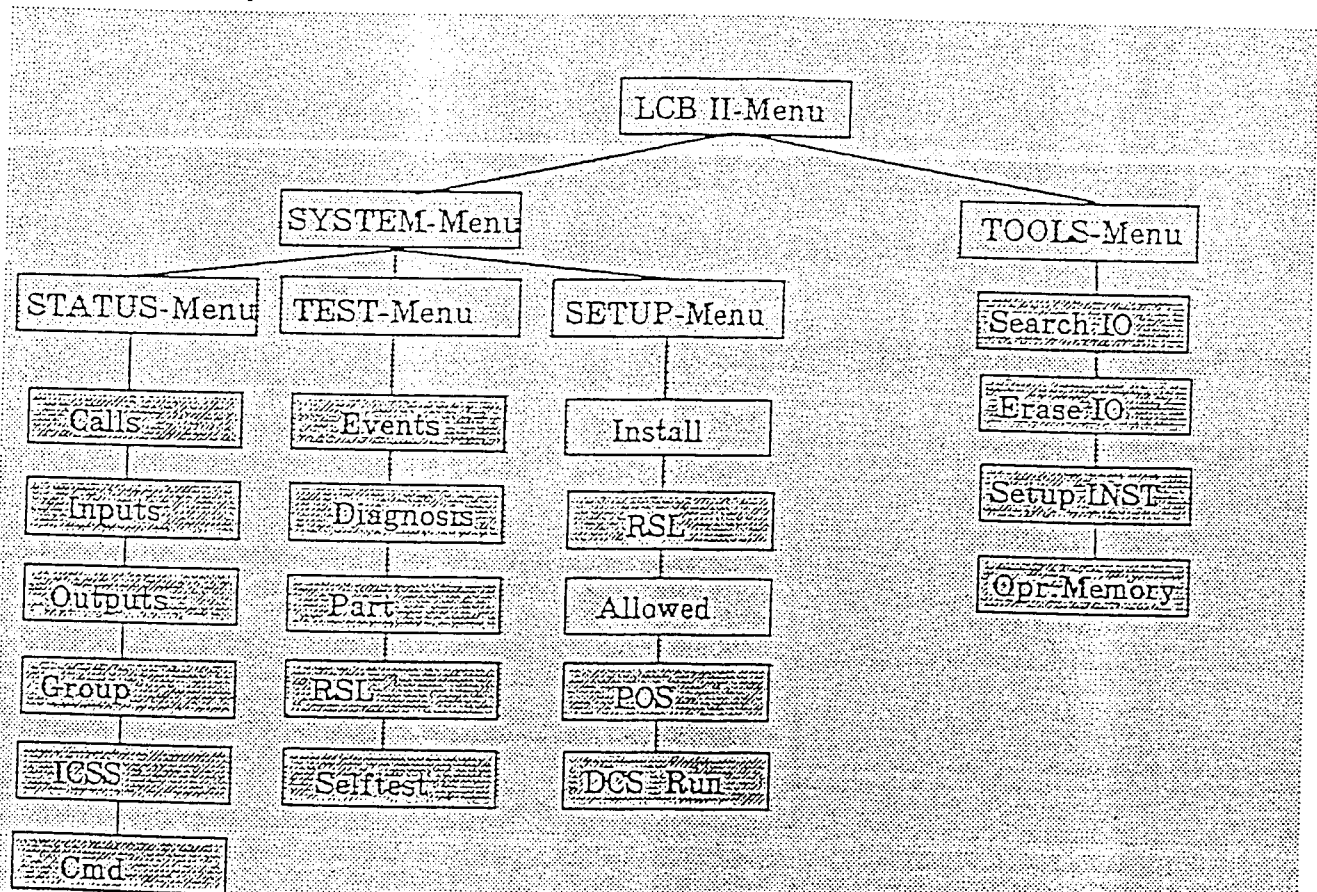 LCB II-Menu
SYSTEM-Menu
TOOLS-Menu
STATUS-Menu
TEST-Menu
SETUP-Menu
Search IO
Calls
Events
Install
Erase IO
Inputs
Diagnosis
RSL
Setup INST
Outputs
Part
Allowed
Opr-Memory
Group
RSL
POS
ICSS
Selftest
DCS Run
Cmd